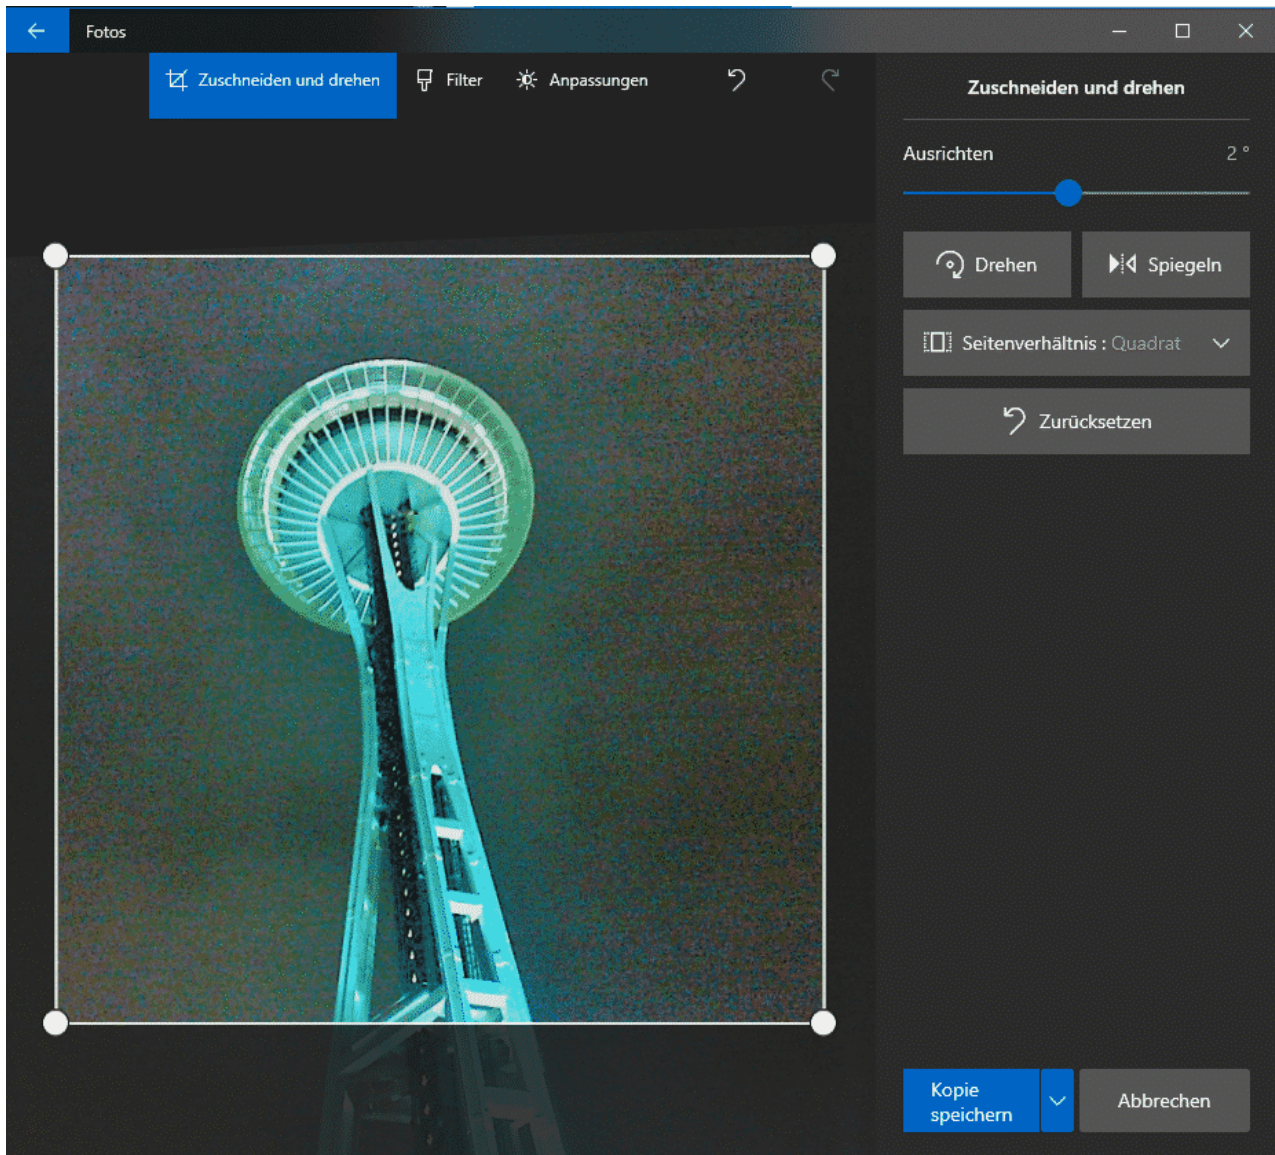 Fotos
Zuschneiden und drehen
Filter
Anpassungen
Zuschneiden und drehen
Ausrichten 2 °
Drehen
Spiegeln
Seitenverhältnis : Quadrat
Zurücksetzen
Kopie
speichern
Abbrechen